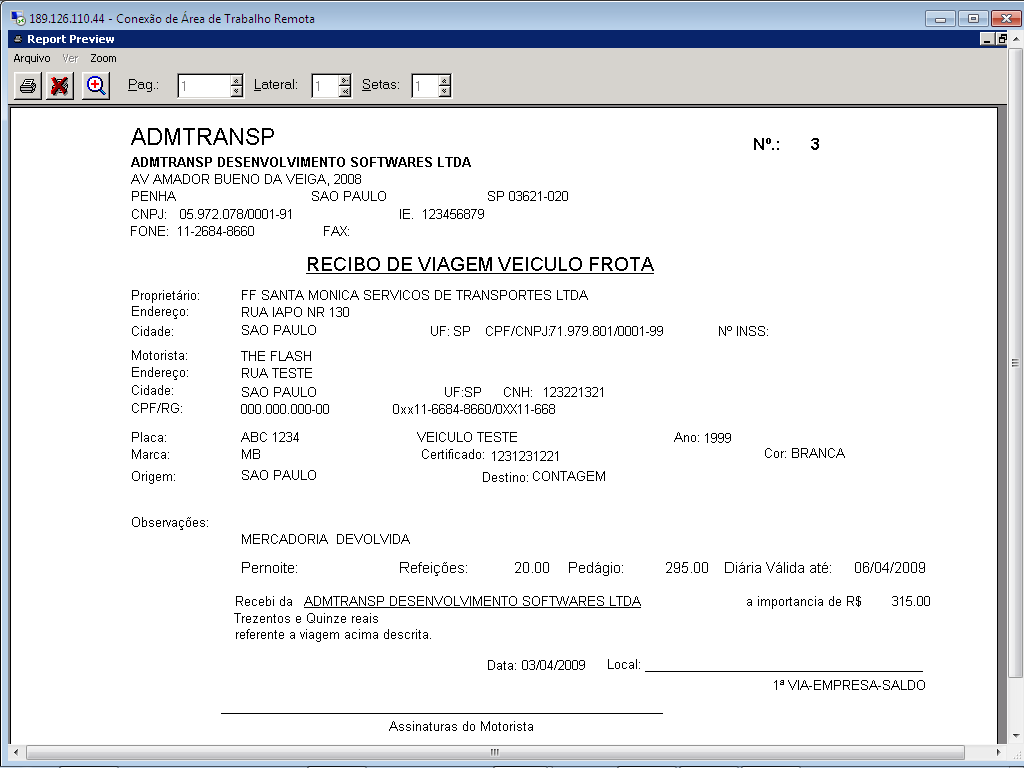 189.126.110.44 - Conexão de Área de Trabalho Remota
Report Preview
Arquivo Ver Zoom
Pag.: 1 Lateral: 1 Setas: 1
ADMTRANSP
Nº.: 3
ADMTRANSP DESENVOLVIMENTO SOFTWARES LTDA
AV AMADOR BUENO DA VEIGA, 2008
PENHA SAO PAULO SP 03621-020
CNPJ: 05.972.078/0001-91 IE. 123456879
FONE: 11-2684-8660 FAX:
RECIBO DE VIAGEM VEICULO FROTA
Proprietário: FF SANTA MONICA SERVICOS DE TRANSPORTES LTDA
Endereço: RUA IAPO NR 130
Cidade: SAO PAULO UF: SP CPF/CNPJ:71.979.801/0001-99 Nº INSS:
Motorista: THE FLASH
Endereço: RUA TESTE
Cidade: SAO PAULO UF:SP CNH: 123221321
CPF/RG: 000.000.000-00 0xx11-6684-8660/0XX11-668
Placa: ABC 1234 VEICULO TESTE Ano: 1999
Marca: MB Certificado: 1231231221 Cor: BRANCA
Origem: SAO PAULO Destino: CONTAGEM
Observações:
MERCADORIA DEVOLVIDA
Pernoite: Refeições: 20.00 Pedágio: 295.00 Diária Válida até: 06/04/2009
Recebi da ADMTRANSP DESENVOLVIMENTO SOFTWARES LTDA a importancia de R$ 315.00
Trezentos e Quinze reais
referente a viagem acima descrita.
Data: 03/04/2009 Local:
1ª VIA-EMPRESA-SALDO
Assinaturas do Motorista